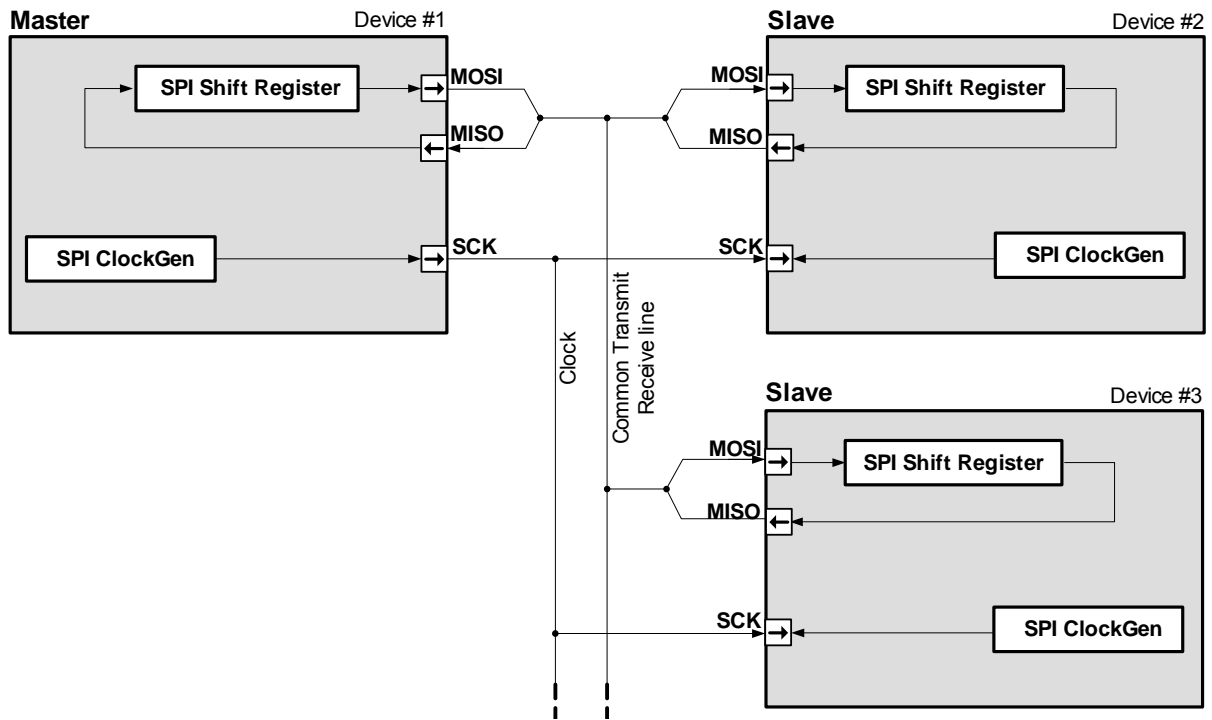 Master
Device #1
SPI Shift Register
MOSI
MISO
SPI ClockGen
SCK
Slave
Device #2
MOSI
SPI Shift Register
MISO
SCK
SPI ClockGen
Clock
Common Transmit
Receive line
Slave
Device #3
MOSI
SPI Shift Register
MISO
SCK
SPI ClockGen